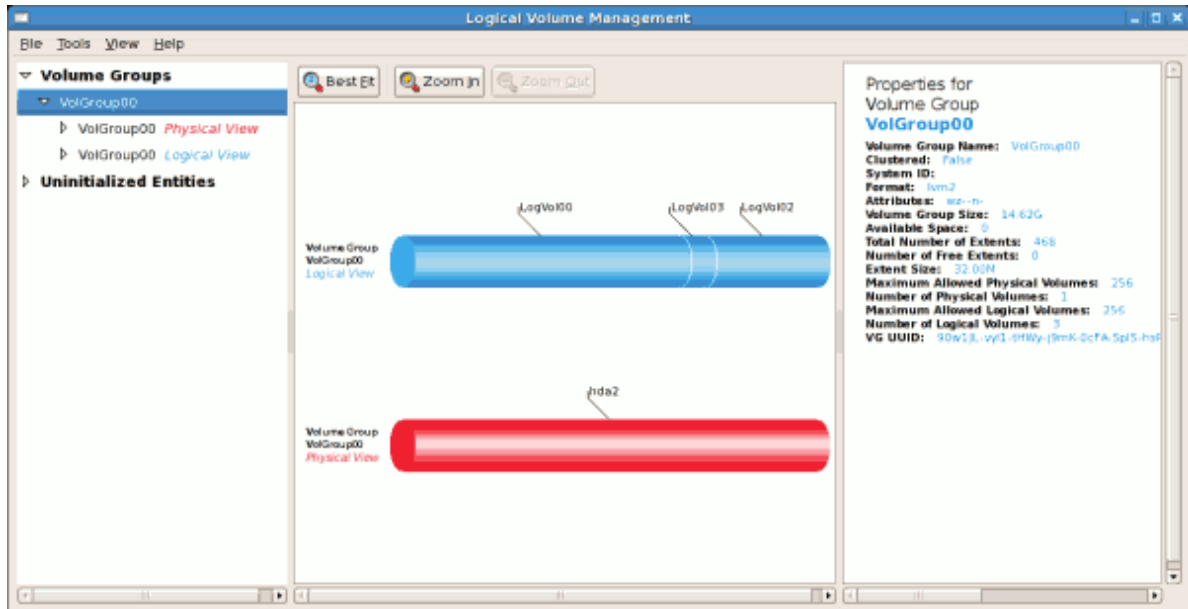 Logical Volume Management
File Tools View Help
Volume Groups
VolGroup00
VolGroup00 Physical View
VolGroup00 Logical View
Uninitialized Entities
Best Fit Zoom In Zoom Out
LogVol00 LogVol03 LogVol02
Volume Group
VolGroup00
Logical View
hda2
Volume Group
VolGroup00
Physical View
Properties for
Volume Group
VolGroup00
Volume Group Name: VolGroup00
Clustered: False
System ID:
Format: lvm2
Attributes: wz--n-
Volume Group Size: 14.62G
Available Space: 0
Total Number of Extents: 468
Number of Free Extents: 0
Extent Size: 32.00M
Maximum Allowed Physical Volumes: 256
Number of Physical Volumes: 1
Maximum Allowed Logical Volumes: 256
Number of Logical Volumes: 3
VG UUID: